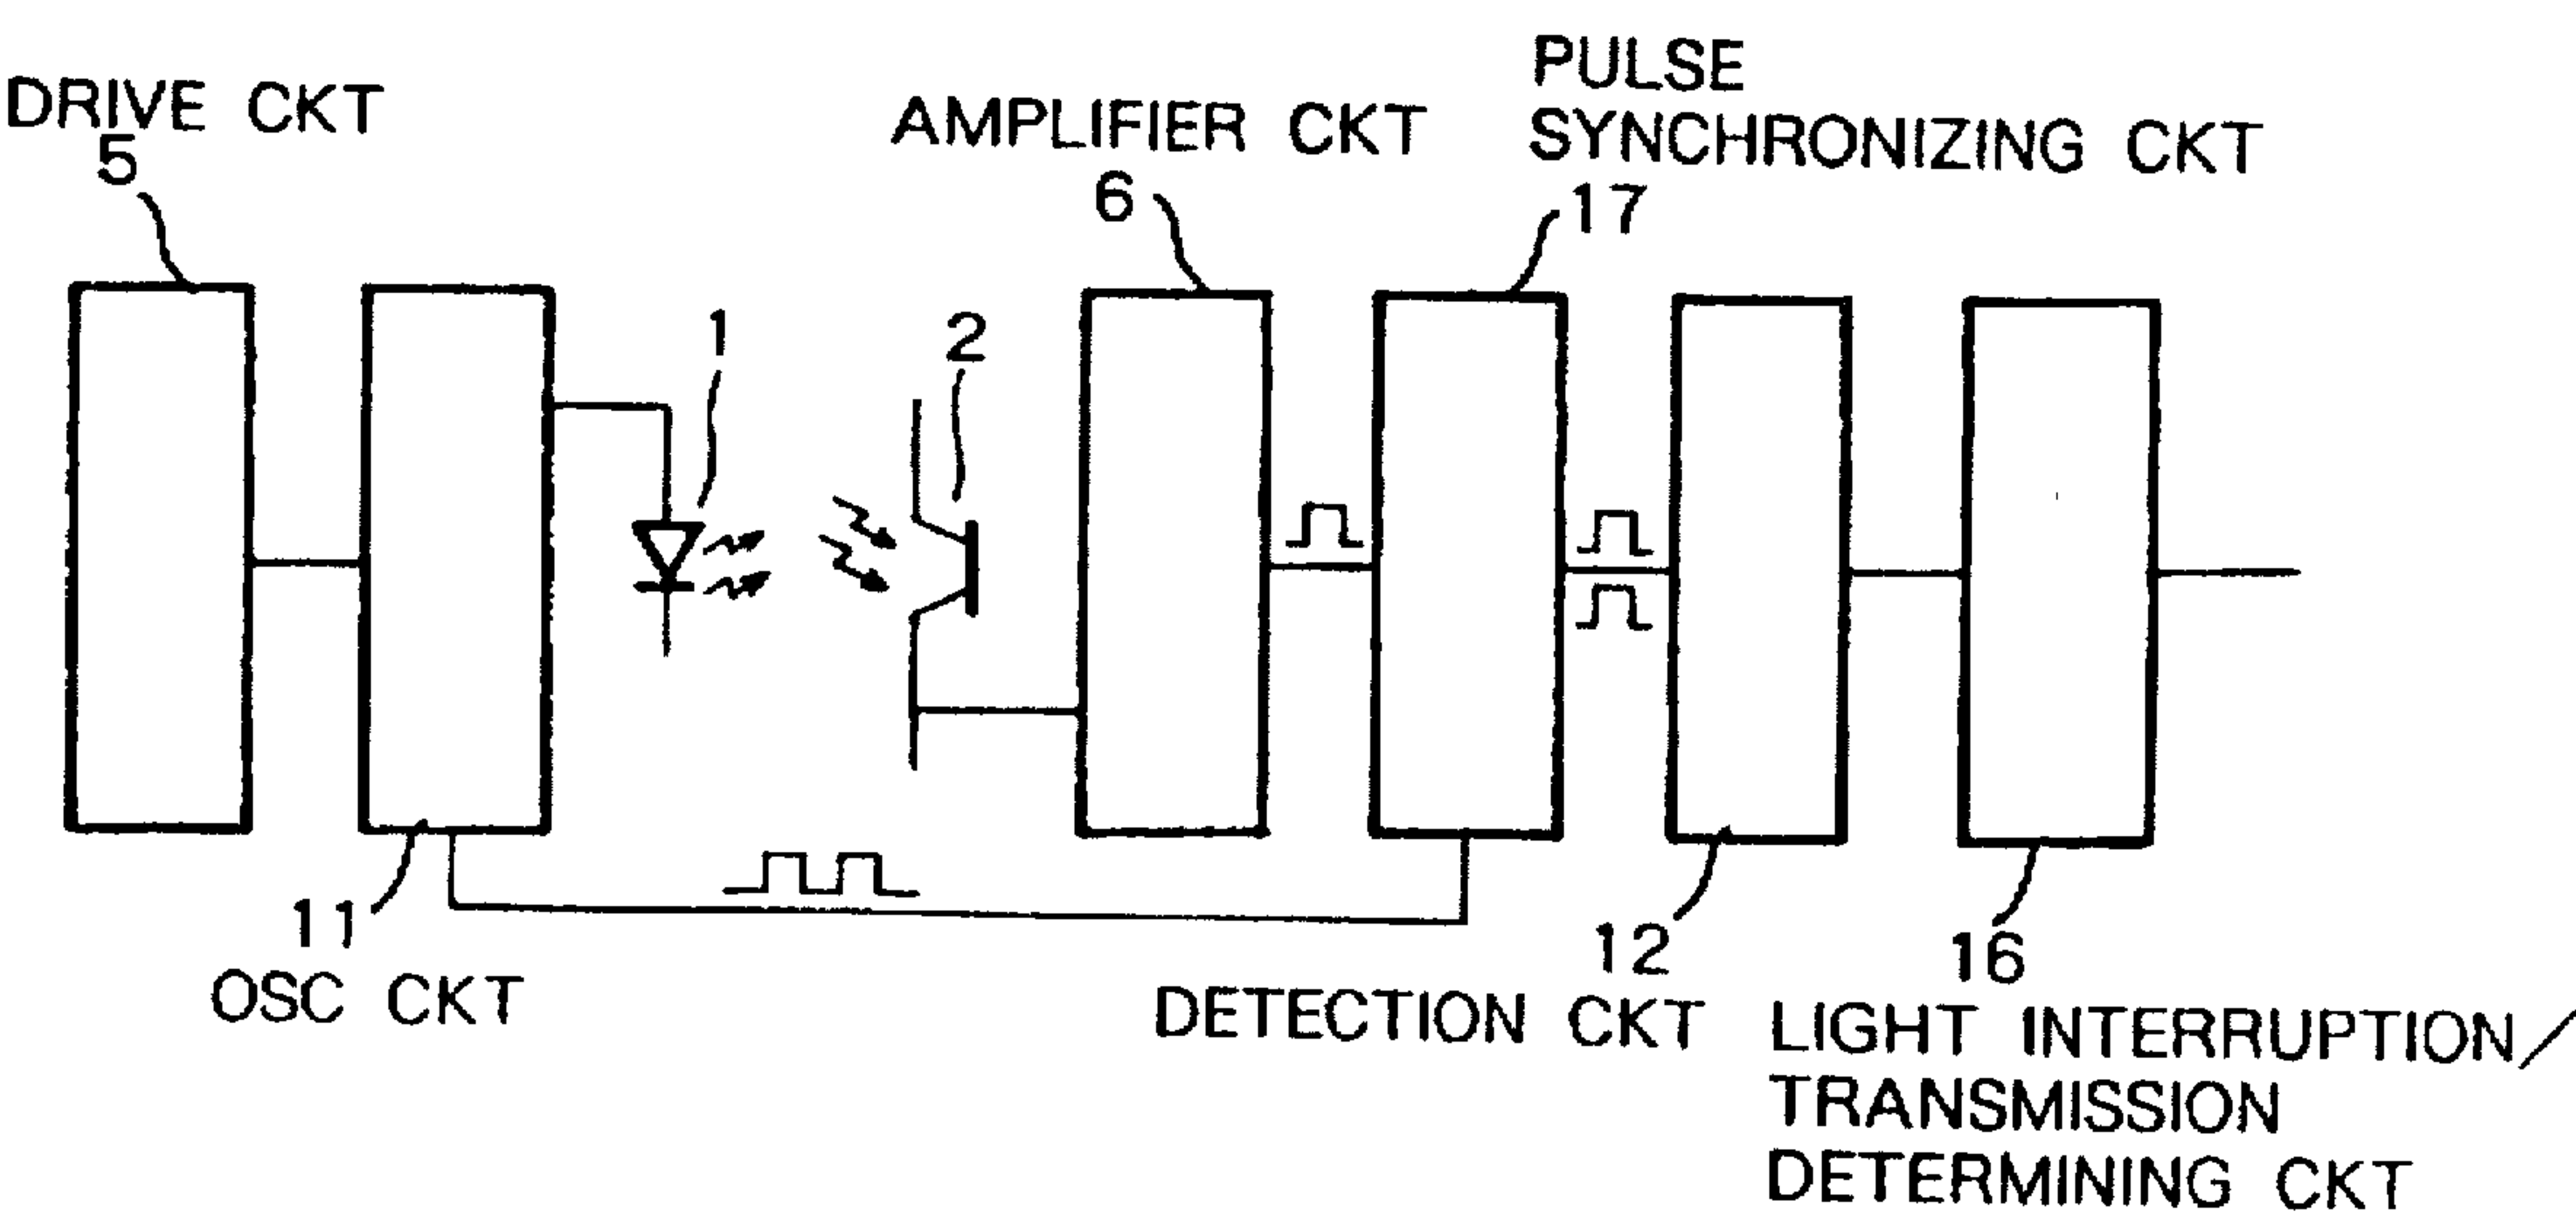 DRIVE CKT
5
AMPLIFIER CKT
6
PULSE
SYNCHRONIZING CKT
17
1
2
11
OSC CKT
12
DETECTION CKT
16
LIGHT INTERRUPTION/
TRANSMISSION
DETERMINING CKT